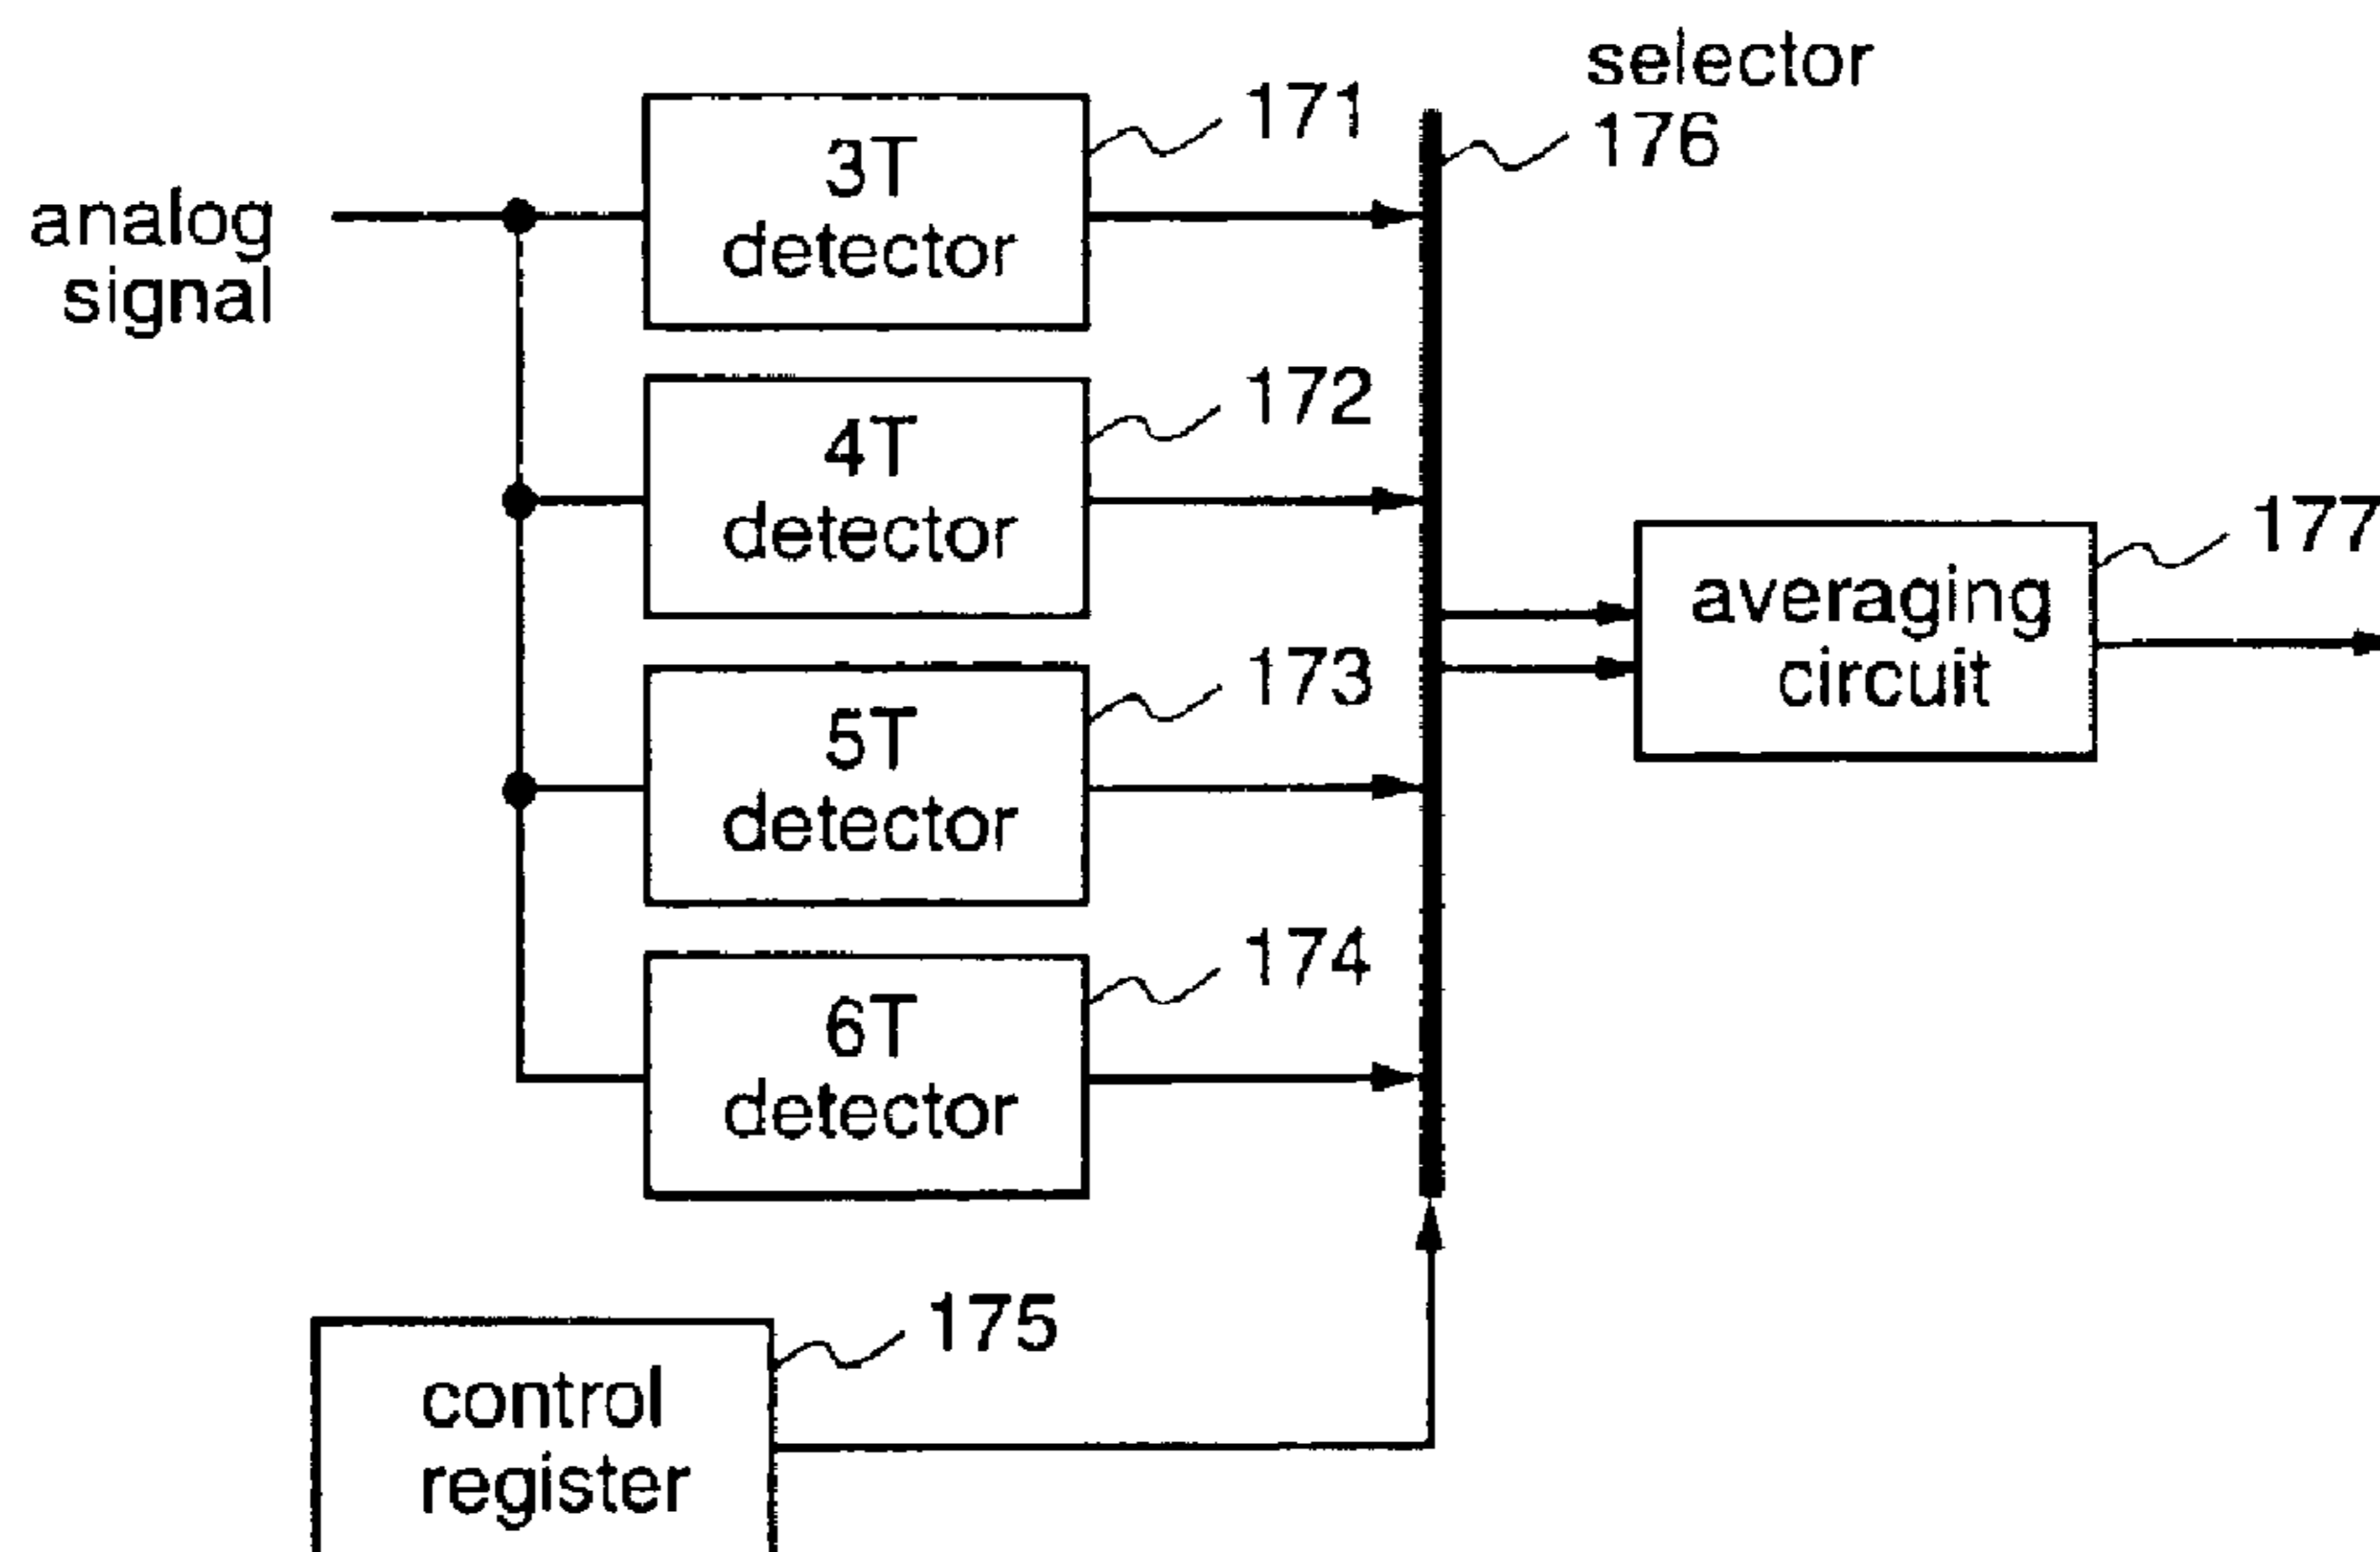 selector
176
171
3T
detector
analog
signal
172
4T
detector
177
averaging
circuit
173
5T
detector
174
6T
detector
175
control
register